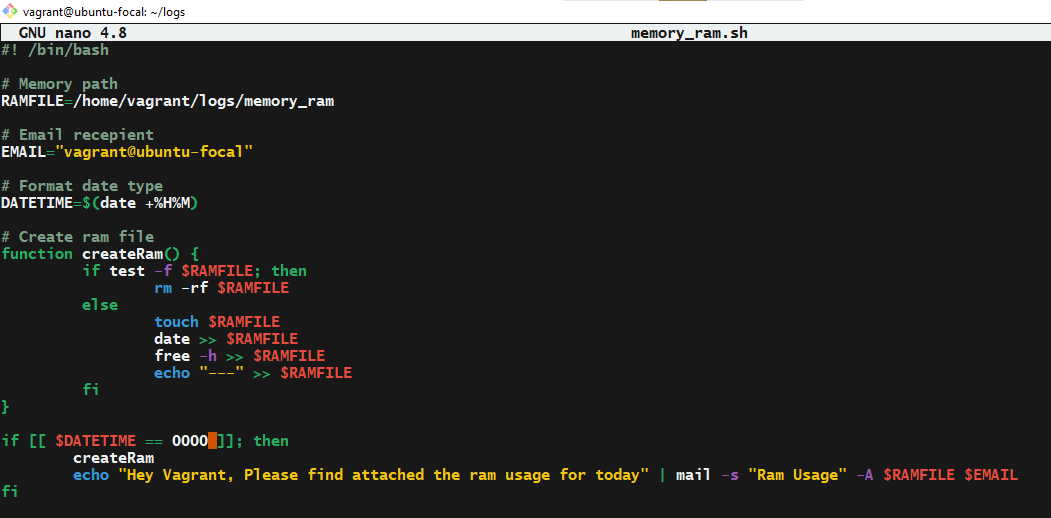 vagrant@ubuntu-focal: ~/logs
GNU nano 4.8 memory_ram.sh
#! /bin/bash
# Memory path
RAMFILE=/home/vagrant/logs/memory_ram
# Email recepient
EMAIL="vagrant@ubuntu-focal"
# Format date type
DATETIME=$(date +%H%M)
# Create ram file
function createRam() {
if test -f $RAMFILE; then
rm -rf $RAMFILE
else
touch $RAMFILE
date >> $RAMFILE
free -h >> $RAMFILE
echo "---" >> $RAMFILE
fi
}
if [[ $DATETIME == OOOO ]]; then
createRam
echo "Hey Vagrant, Please find attached the ram usage for today" | mail -s "Ram Usage" -A $RAMFILE $EMAIL
fi